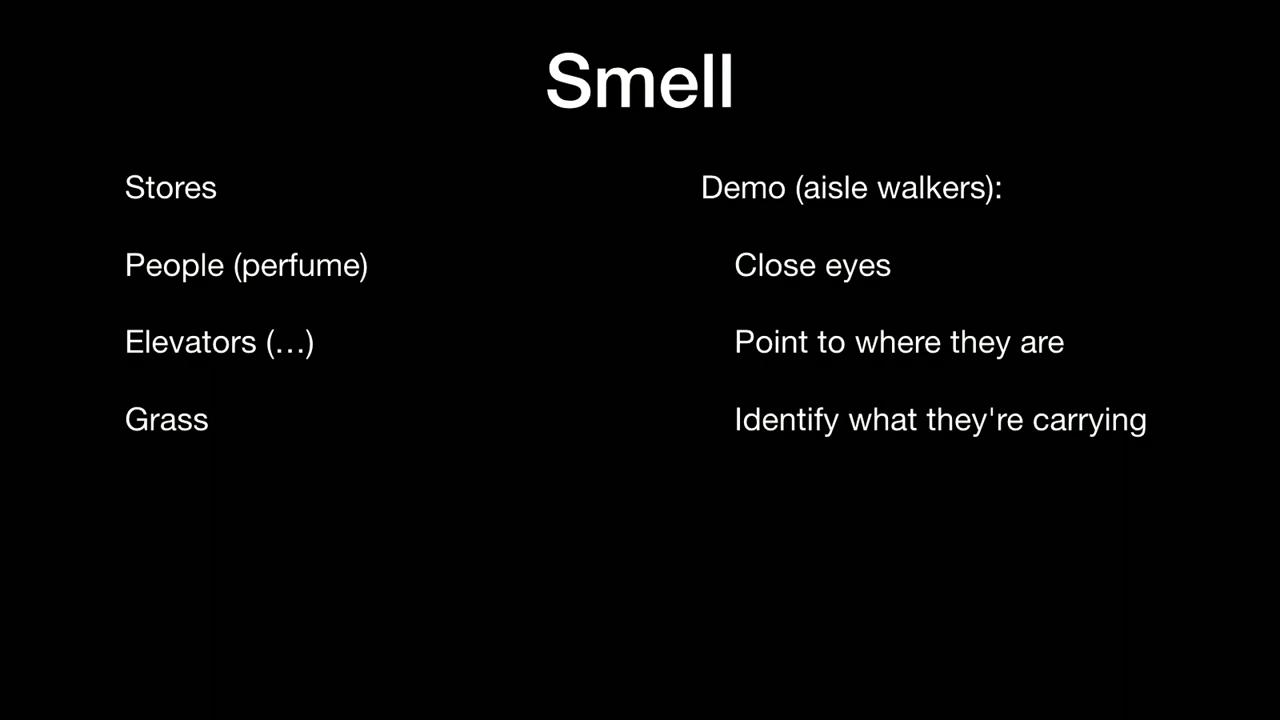 Smell
Stores
People (perfume)
Elevators (…)
Grass
Demo (aisle walkers):
Close eyes
Point to where they are
Identify what they're carrying